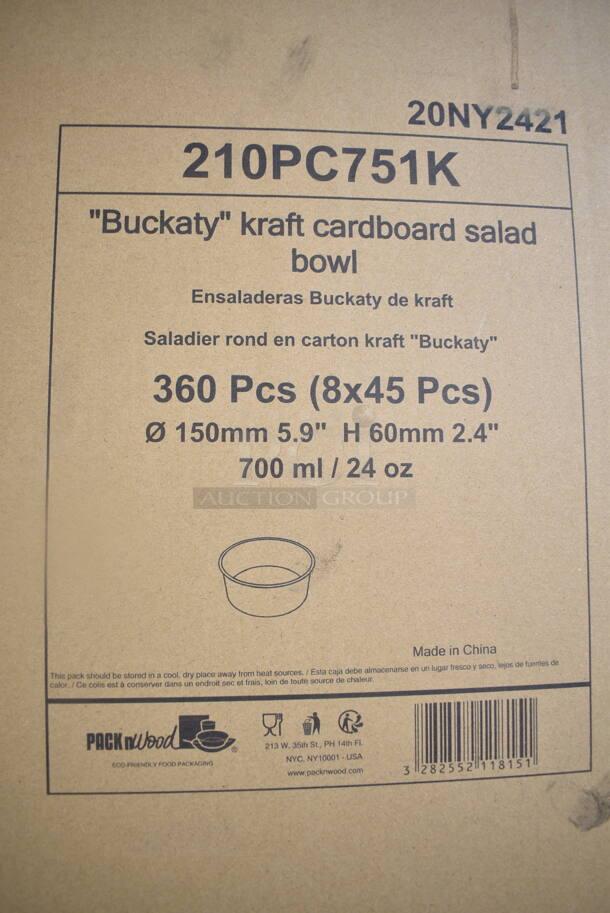 20NY2421
210PC751K
"Buckaty" kraft cardboard salad
bowl
Ensaladeras Buckaty de kraft
Saladier rond en carton kraft "Buckaty"
360 Pcs (8x45 Pcs)
Ø 150mm 5.9" H 60mm 2.4"
700 ml / 24 oz
AUCTION GROUP
Made in China
This pack should be stored in a cool, dry place away from heat sources. / Esta caja debe almacenarse en un lugar fresco y seco, lejos de fuentes de
calor. / Ce colis est à conserver dans un endroit sec et frais, loin de toute source de chaleur.
PACK nWood ®
ECO-FRIENDLY FOOD PACKAGING
213 W. 35th St., PH 14th Fl.
NYC, NY10001 - USA
www.packnwood.com
3 282552 118151